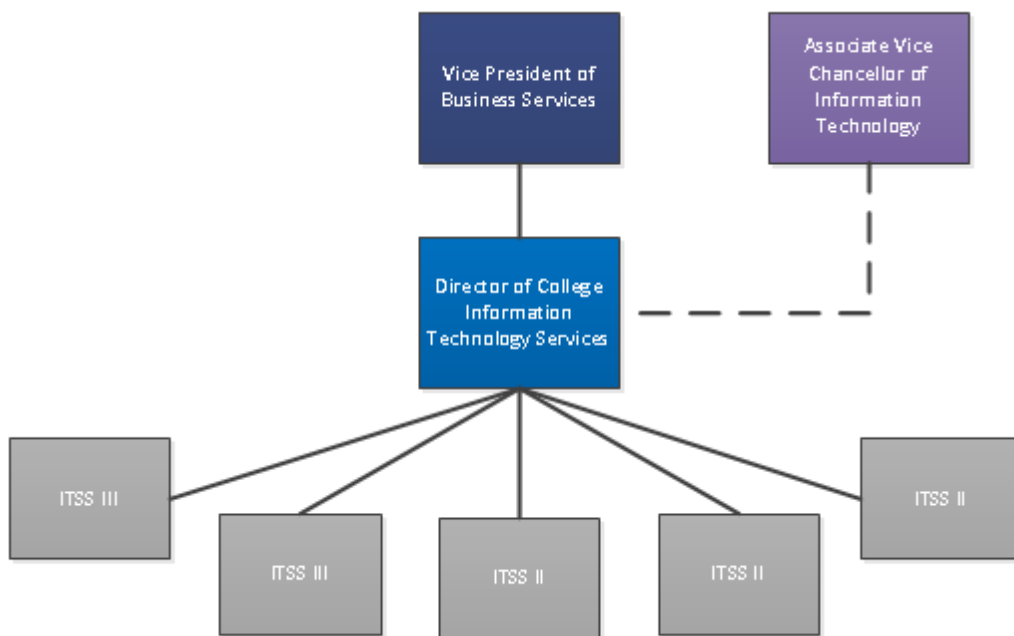 Vice President of
Business Services
Associate Vice
Chancellor of
Information
Technology
Director of College
Information
Technology Services
ITSS III
ITSS III
ITSS II
ITSS II
ITSS II